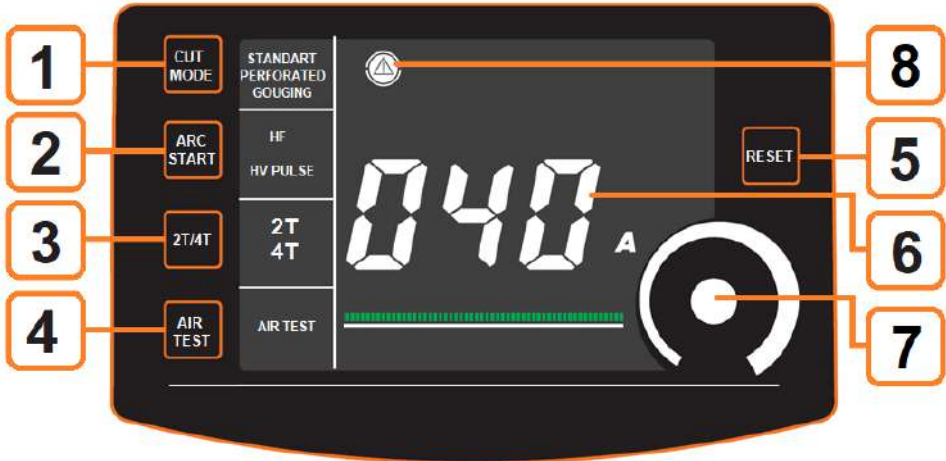 1
CUT
MODE
STANDART
PERFORATED
GOUGING
8
2
ARC
START
HF
HV PULSE
RESET
5
040 A
6
3
2T/4T
2T
4T
4
AIR
TEST
AIR TEST
7